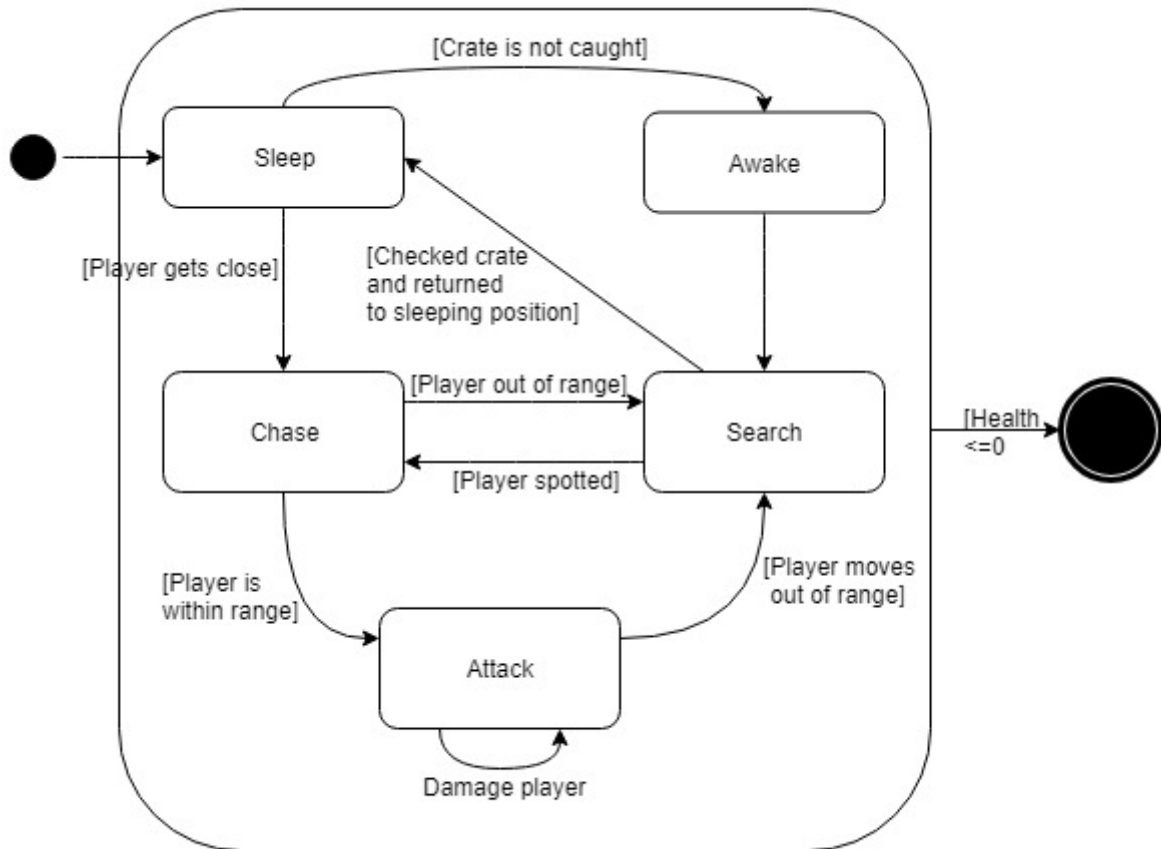 [Crate is not caught]
Sleep
Awake
[Player gets close]
[Checked crate
and returned
to sleeping position]
Chase
[Player out of range]
Search
[Player spotted]
[Health
<=0
[Player is
within range]
[Player moves
out of range]
Attack
Damage player